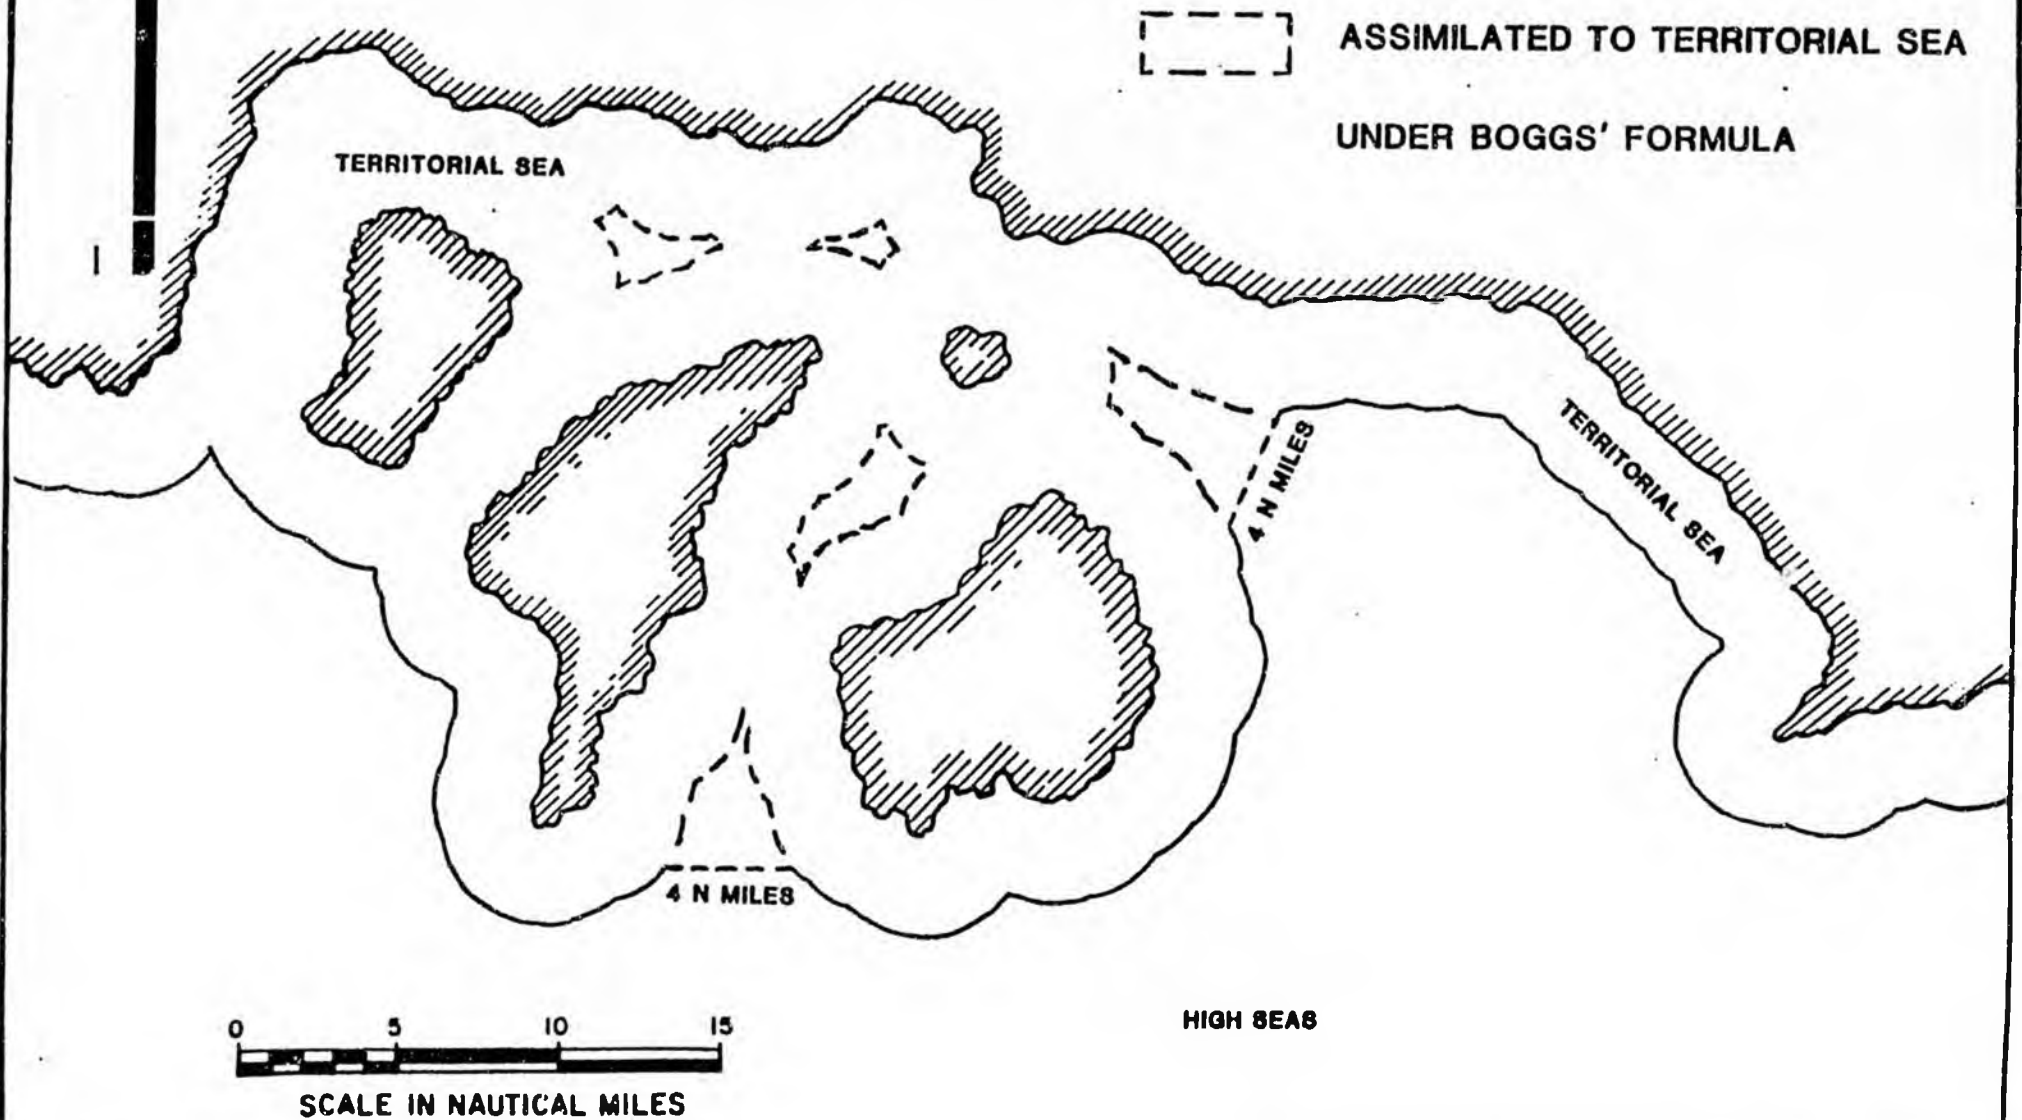 ASSIMILATED TO TERRITORIAL SEA
UNDER BOGGS' FORMULA
TERRITORIAL SEA
4 N MILES
TERRITORIAL SEA
4 N MILES
HIGH SEAS
0 5 10 15
SCALE IN NAUTICAL MILES